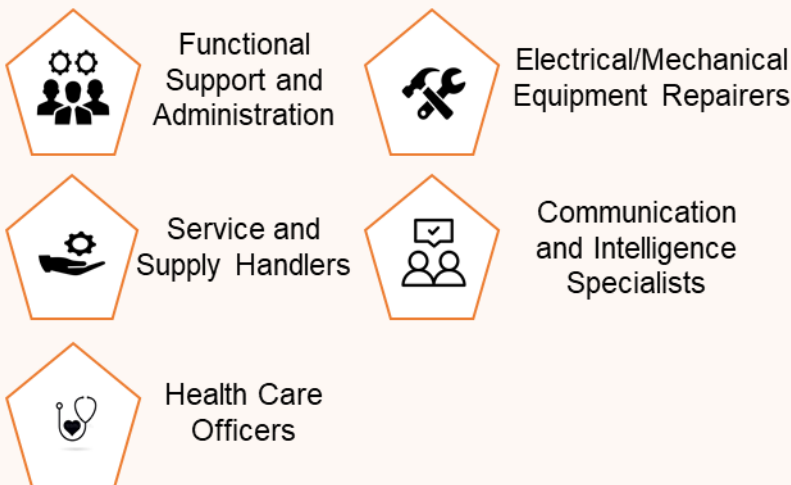 Functional
Support and
Administration
Electrical/Mechanical
Equipment Repairers
Service and
Supply Handlers
Communication
and Intelligence
Specialists
Health Care
Officers